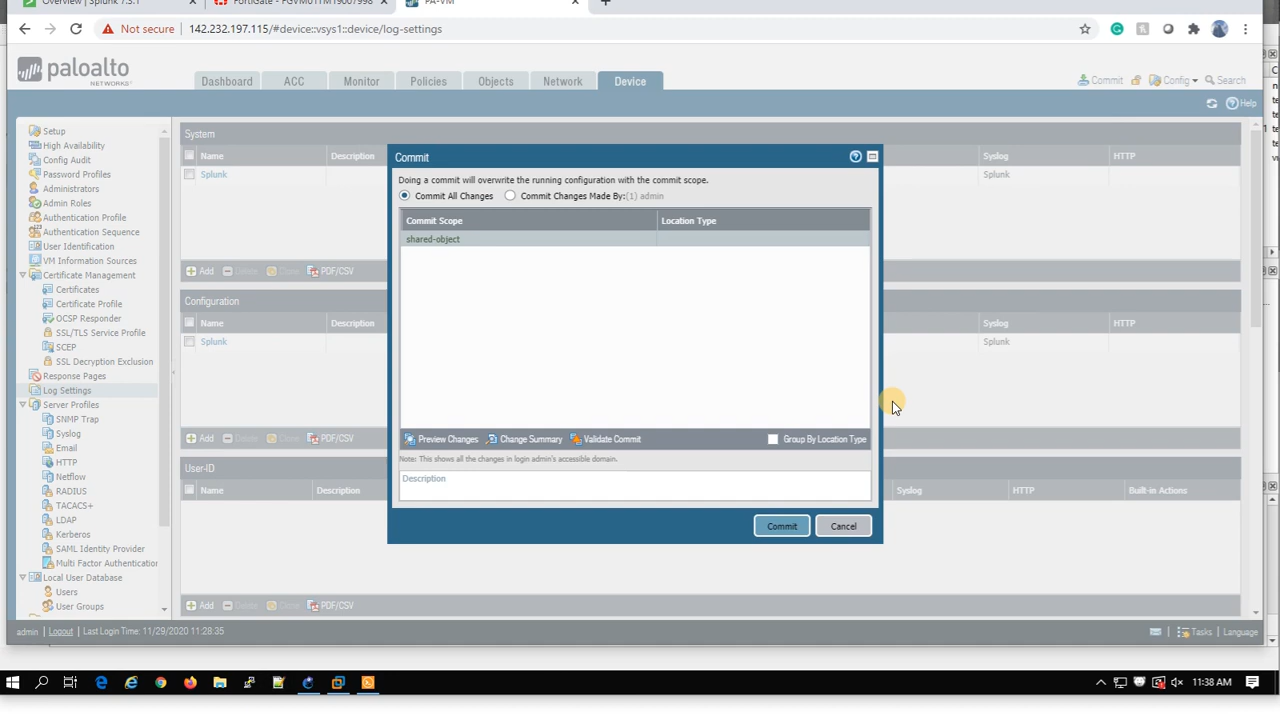 Overview | Splunk 7.3.1
FortiGate - FGVM01TM19007998
PA-VM
Not secure
142.232.197.115/#device::vsys1::device/log-settings
paloalto
NETWORKS
Dashboard
ACC
Monitor
Policies
Objects
Network
Device
Commit
Config
Search
Help
Setup
High Availability
Config Audit
Password Profiles
Administrators
Admin Roles
Authentication Profile
Authentication Sequence
User Identification
VM Information Sources
Certificate Management
Certificates
Certificate Profile
OCSP Responder
SSL/TLS Service Profile
SCEP
SSL Decryption Exclusion
Response Pages
Log Settings
Server Profiles
SNMP Trap
Syslog
Email
HTTP
Netflow
RADIUS
TACACS+
LDAP
Kerberos
SAML Identity Provider
Multi Factor Authentication
Local User Database
Users
User Groups
System
Name Description Syslog HTTP
Splunk Splunk
Add Delete Clone PDF/CSV
Configuration
Name Description Syslog HTTP
Splunk Splunk
Add Delete Clone PDF/CSV
User-ID
Name Description Syslog HTTP Built-in Actions
Add Delete Clone PDF/CSV
Commit
Doing a commit will overwrite the running configuration with the commit scope.
Commit All Changes Commit Changes Made By:(1) admin
Commit Scope Location Type
shared-object
Preview Changes Change Summary Validate Commit Group By Location Type
Note: This shows all the changes in login admin's accessible domain.
Description
Commit Cancel
admin | Logout | Last Login Time: 11/29/2020 11:28:35
Tasks | Language
11:38 AM